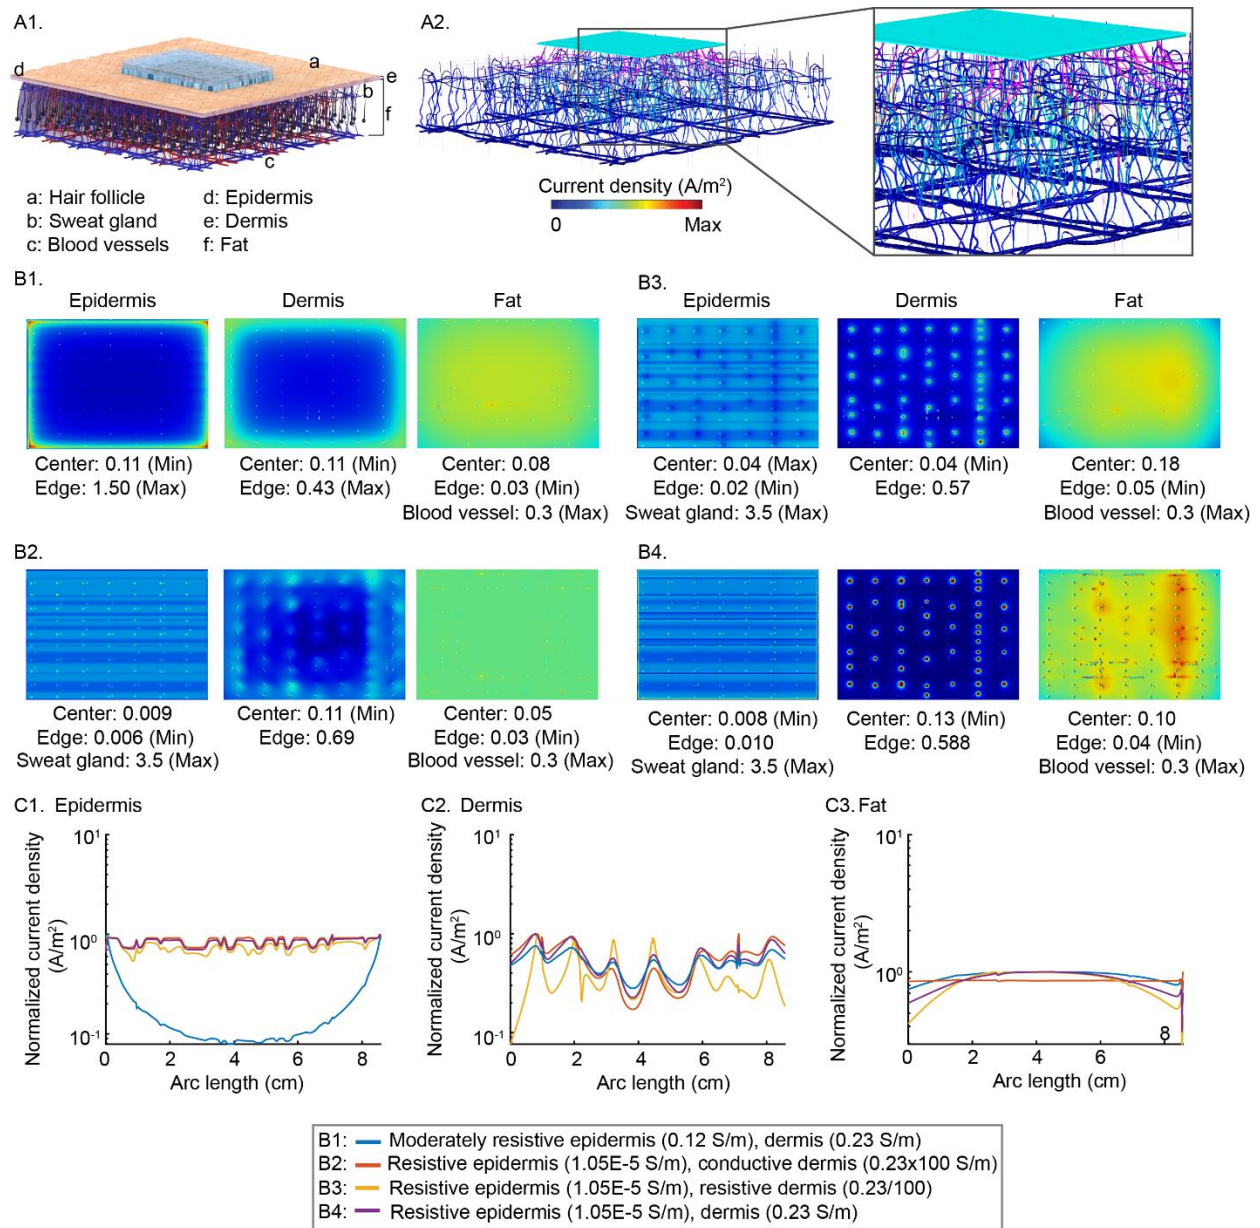 A1.
d
a
e
b
f
c
a: Hair follicle
d: Epidermis
b: Sweat gland
e: Dermis
c: Blood vessels
f: Fat
A2.
Current density (A/m²)
0
Max
B1.
Epidermis
Dermis
Fat
Center: 0.11 (Min)
Edge: 1.50 (Max)
Center: 0.11 (Min)
Edge: 0.43 (Max)
Center: 0.08
Edge: 0.03 (Min)
Blood vessel: 0.3 (Max)
B3.
Epidermis
Dermis
Fat
Center: 0.04 (Max)
Edge: 0.02 (Min)
Sweat gland: 3.5 (Max)
Center: 0.04 (Min)
Edge: 0.57
Center: 0.18
Edge: 0.05 (Min)
Blood vessel: 0.3 (Max)
B2.
Center: 0.009
Edge: 0.006 (Min)
Sweat gland: 3.5 (Max)
Center: 0.11 (Min)
Edge: 0.69
Center: 0.05
Edge: 0.03 (Min)
Blood vessel: 0.3 (Max)
B4.
Center: 0.008 (Min)
Edge: 0.010
Sweat gland: 3.5 (Max)
Center: 0.13 (Min)
Edge: 0.588
Center: 0.10
Edge: 0.04 (Min)
Blood vessel: 0.3 (Max)
C1. Epidermis
Normalized current density
(A/m²)
10¹
10⁰
10⁻¹
0
2
4
6
8
Arc length (cm)
C2. Dermis
Normalized current density
(A/m²)
10¹
10⁰
10⁻¹
0
2
4
6
8
Arc length (cm)
C3. Fat
Normalized current density
(A/m²)
10¹
10⁰
0
2
4
6
8
Arc length (cm)
B1: Moderately resistive epidermis (0.12 S/m), dermis (0.23 S/m)
B2: Resistive epidermis (1.05E-5 S/m), conductive dermis (0.23x100 S/m)
B3: Resistive epidermis (1.05E-5 S/m), resistive dermis (0.23/100)
B4: Resistive epidermis (1.05E-5 S/m), dermis (0.23 S/m)